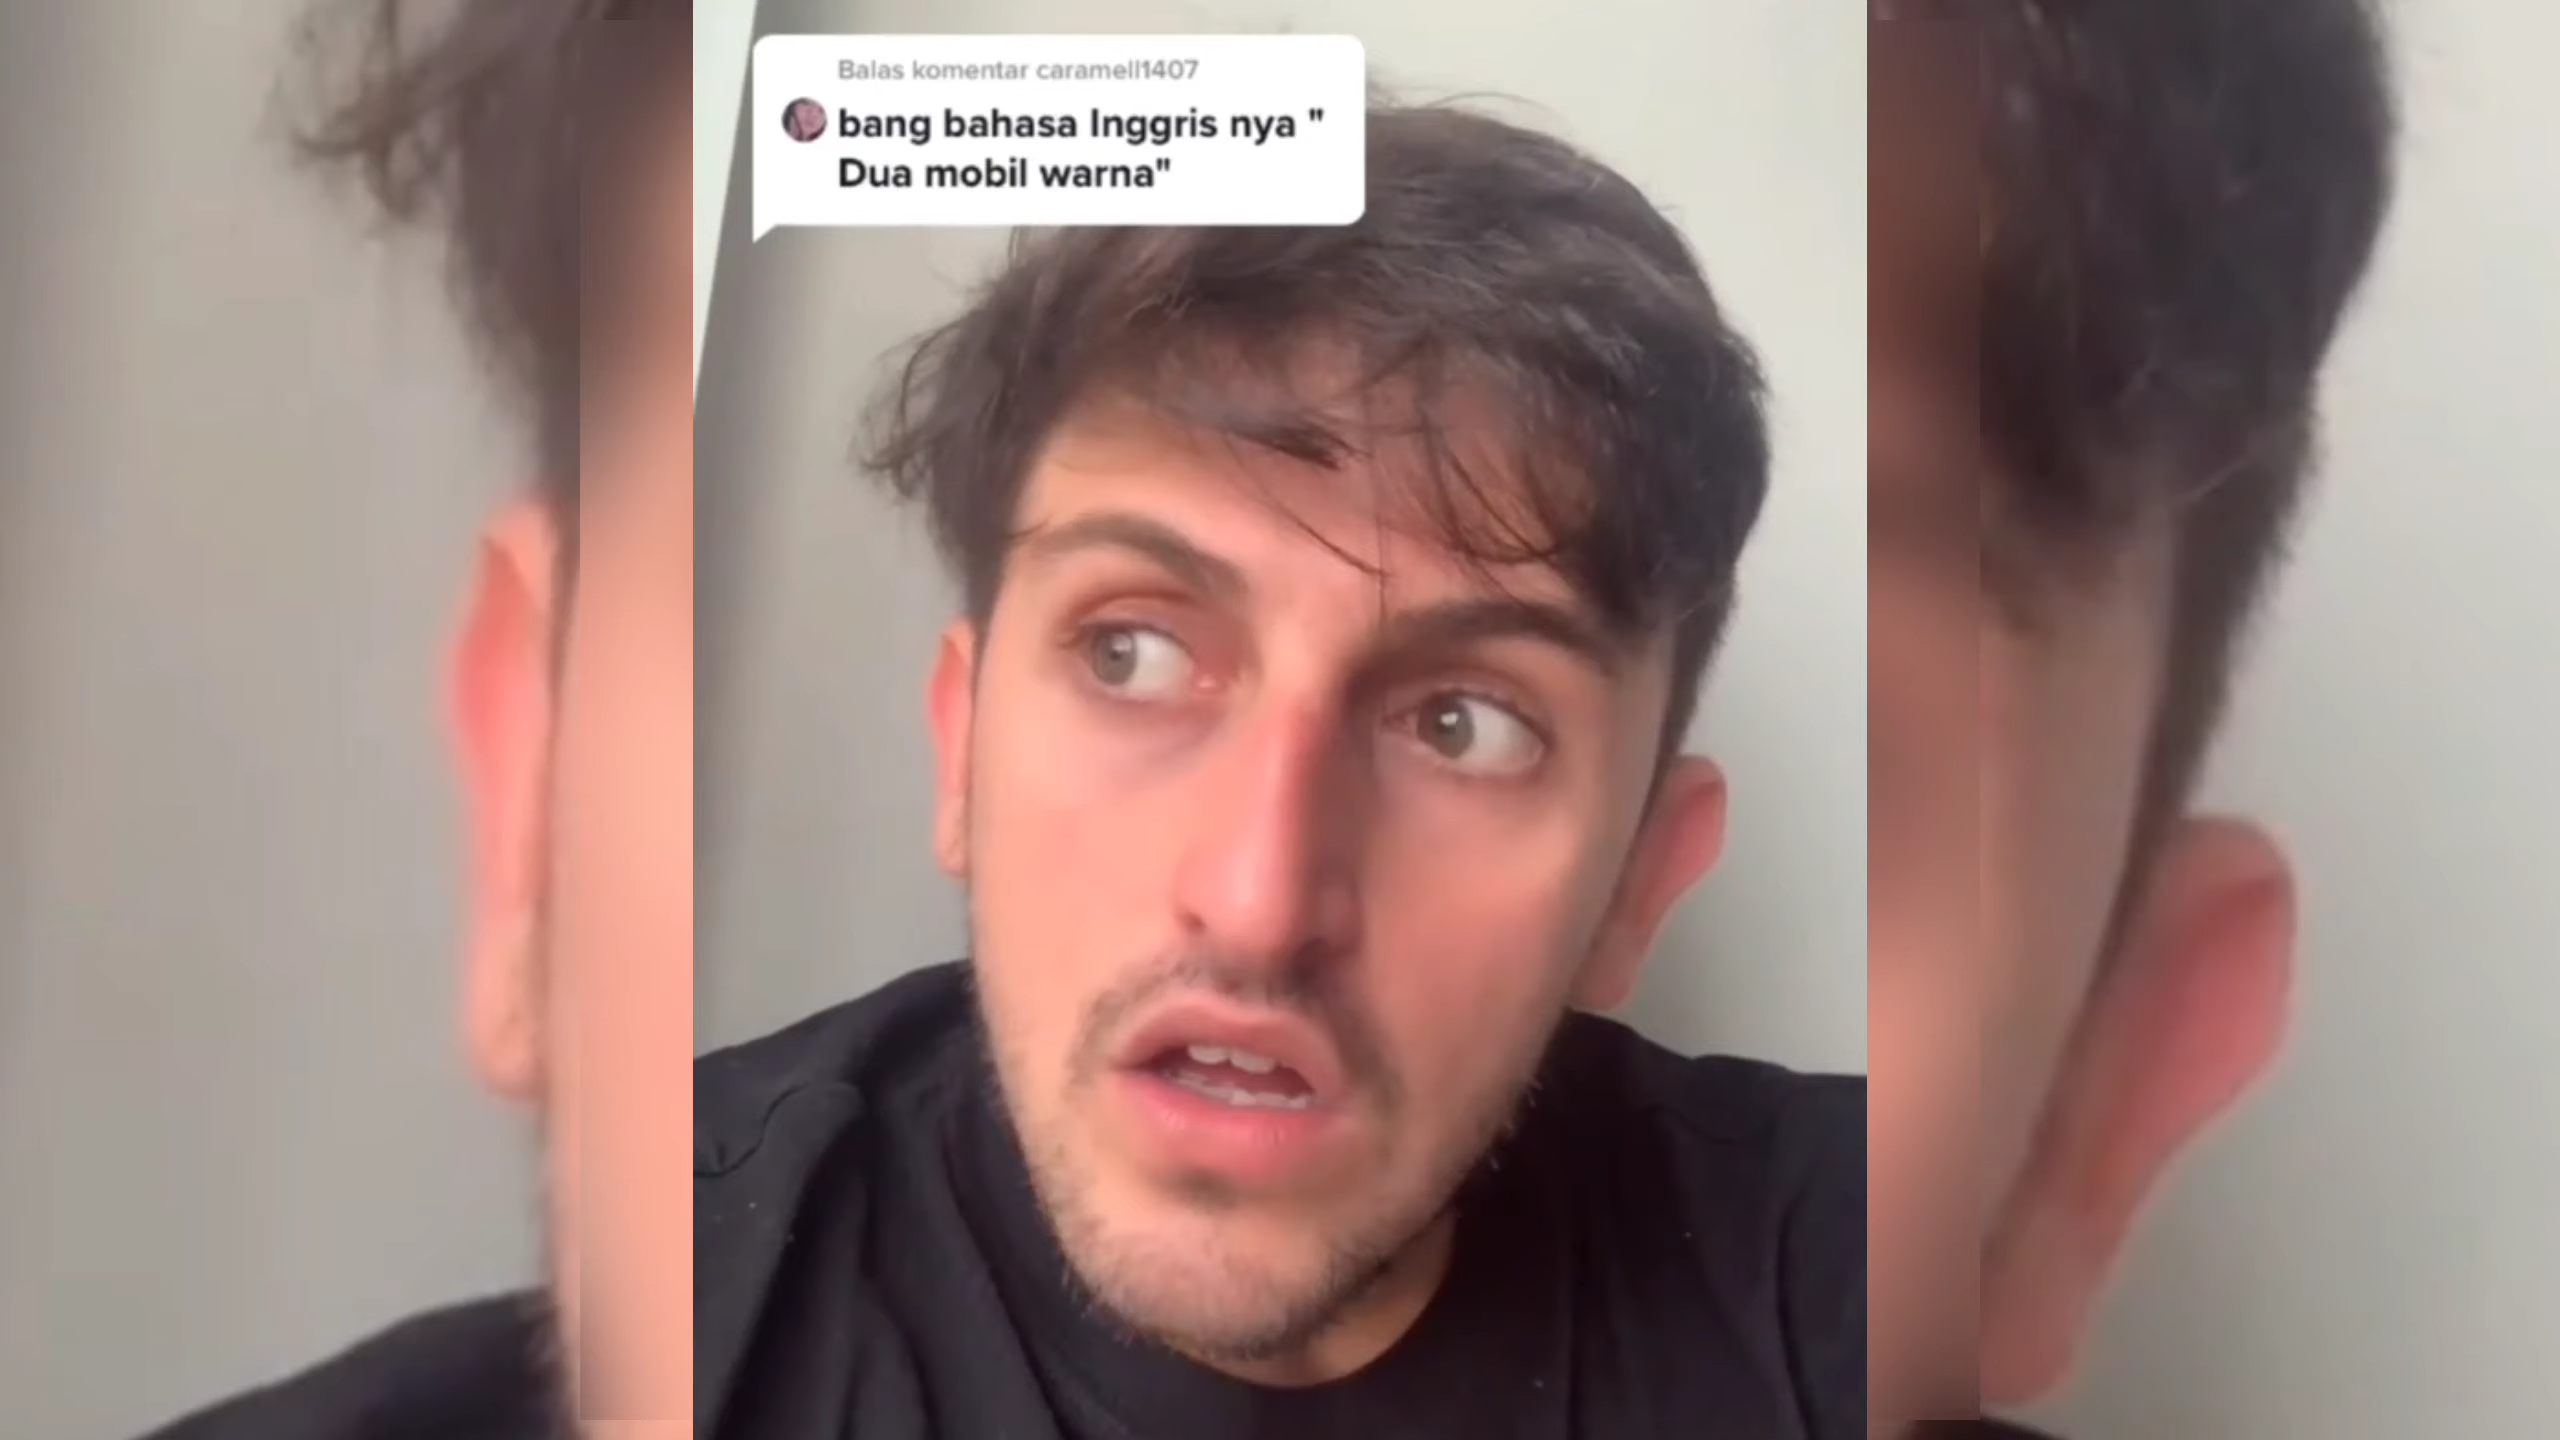 Balas komentar caramell1407
bang bahasa Inggris nya "
Dua mobil warna"